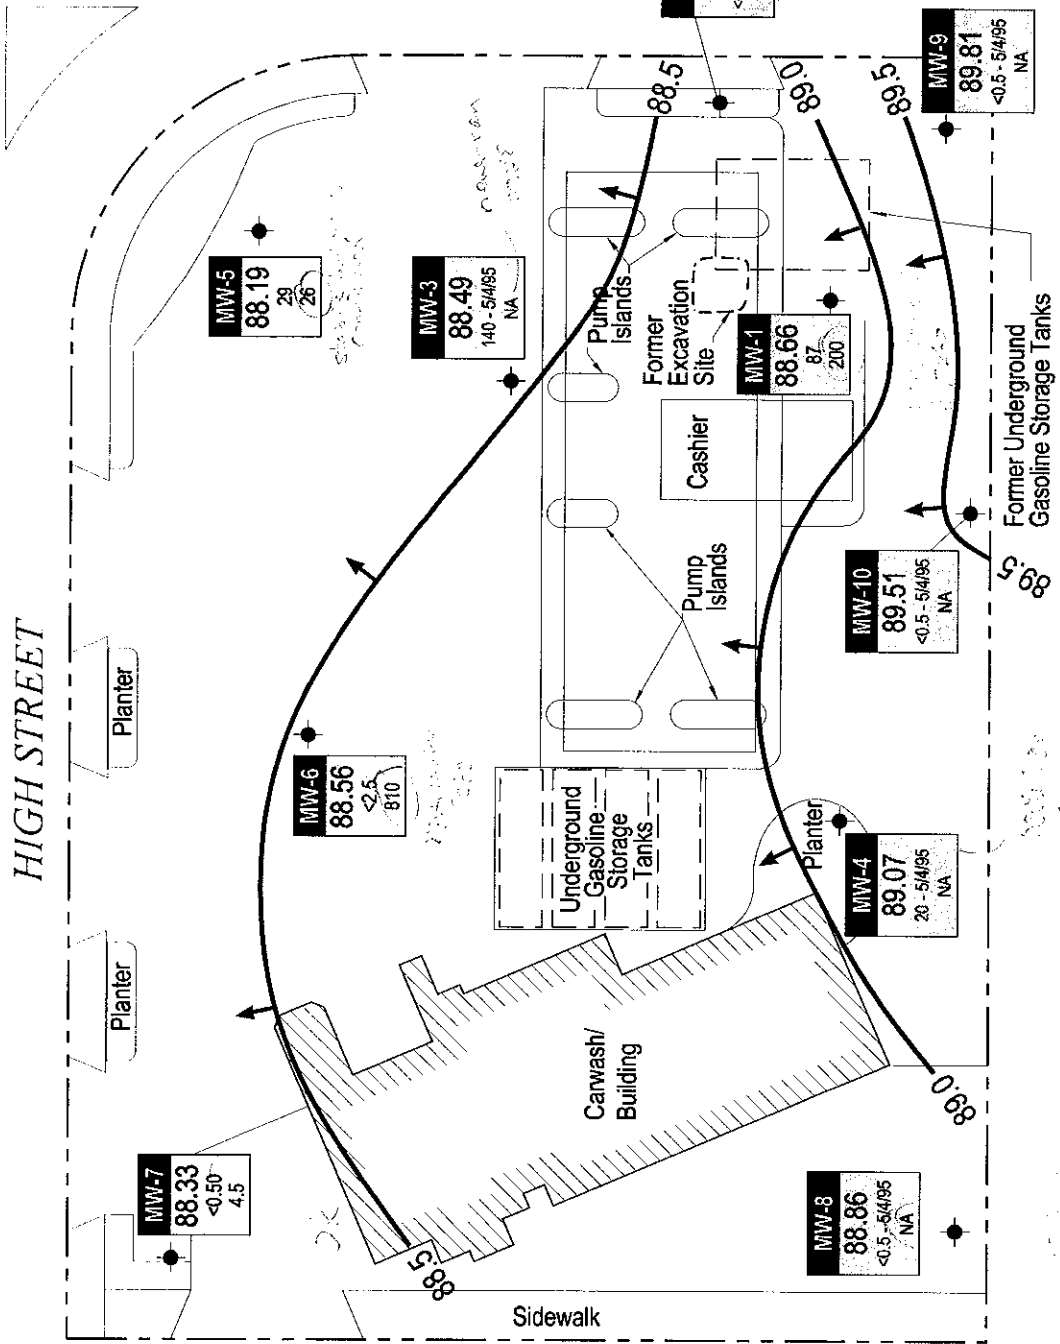 HIGH STREET
Planter
Planter
MW-7
88.33
<0.50
4.5
MW-5
88.19
29
26
MW-6
88.56
<2.5
810
MW-3
88.49
140 - 5/4/95
NA
88.5
88.5
Carwash/
Building
Underground
Gasoline
Storage
Tanks
Pump
Islands
Pump
Islands
Former
Excavation
Site
Cashier
MW-1
88.66
87
200
Planter
MW-4
89.07
20 - 5/4/95
NA
MW-8
88.86
<0.5 - 5/4/95
NA
MW-10
89.51
<0.5 - 5/4/95
NA
MW-9
89.81
<0.5 - 5/4/95
NA
89.0
89.0
89.5
89.5
Former Underground
Gasoline Storage Tanks
Sidewalk